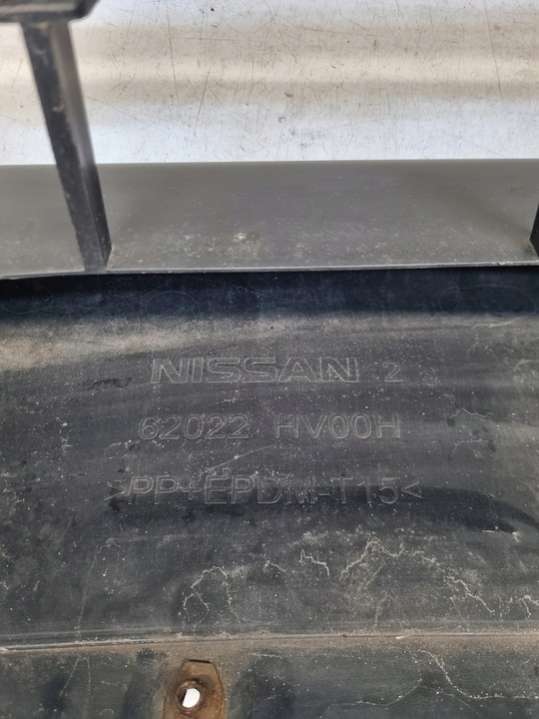 NISSAN 2
62022 HV00H
>PP+EPDM-T15<